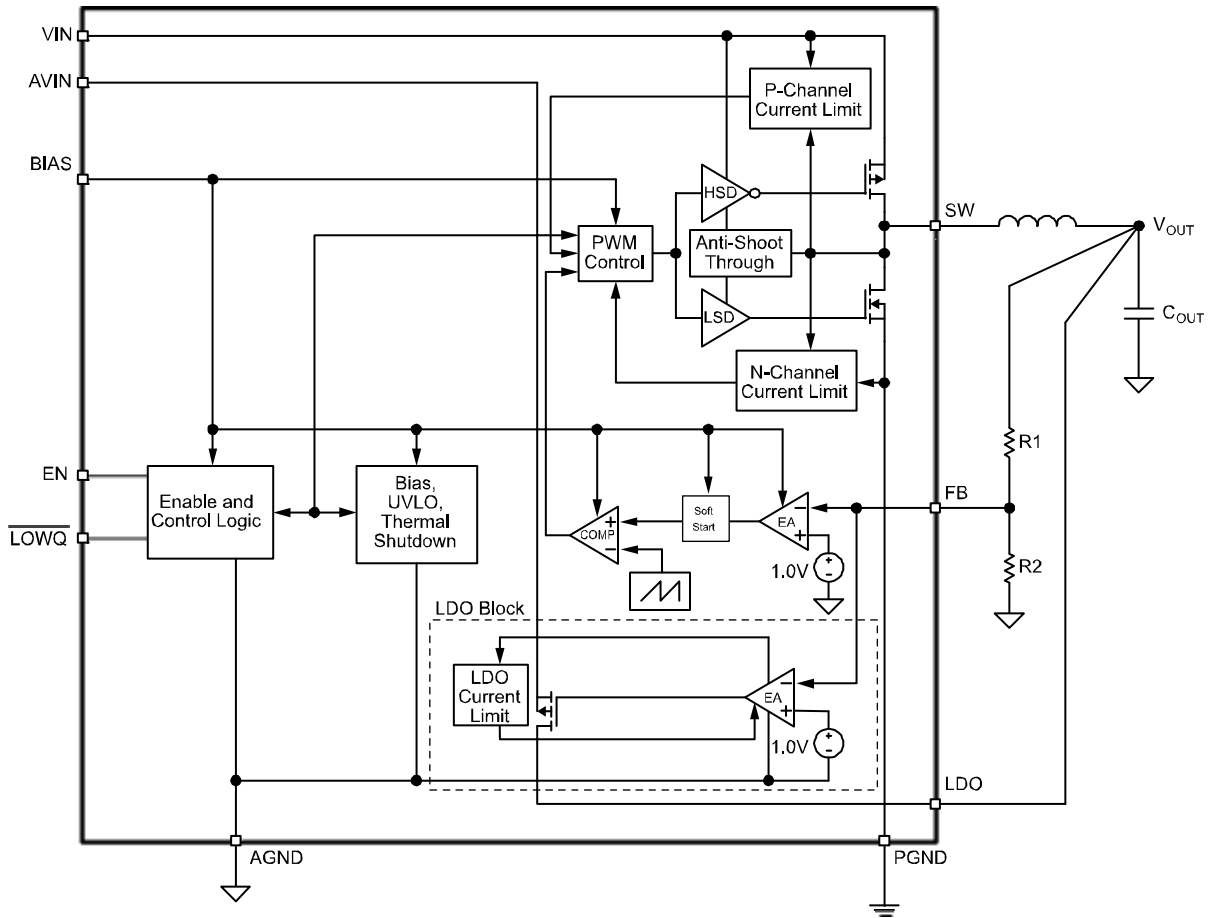 VIN
AVIN
P-Channel
Current Limit
BIAS
HSD
SW
VOUT
PWM
Control
Anti-Shoot
Through
LSD
COUT
N-Channel
Current Limit
R1
EN
Enable and
Control Logic
LOWQ
Bias,
UVLO,
Thermal
Shutdown
+
COMP
−
Soft
Start
−
EA
+
FB
1.0V
+
−
R2
LDO Block
LDO
Current
Limit
−
EA
+
1.0V
+
−
LDO
AGND
PGND